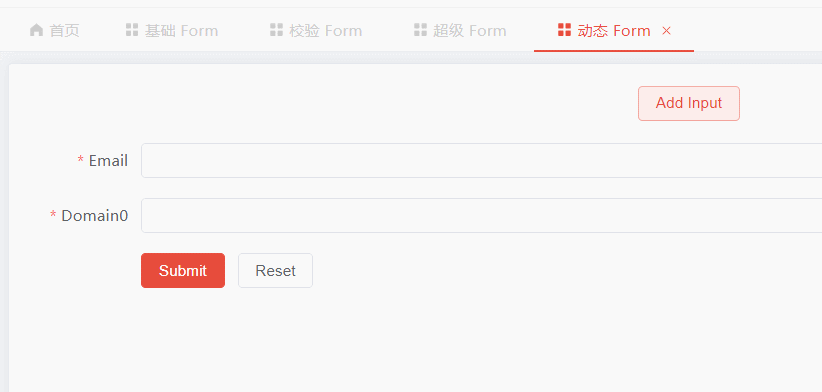 首页 基础 Form 校验 Form 超级 Form 动态 Form ×
Add Input
* Email
* Domain0
Submit Reset